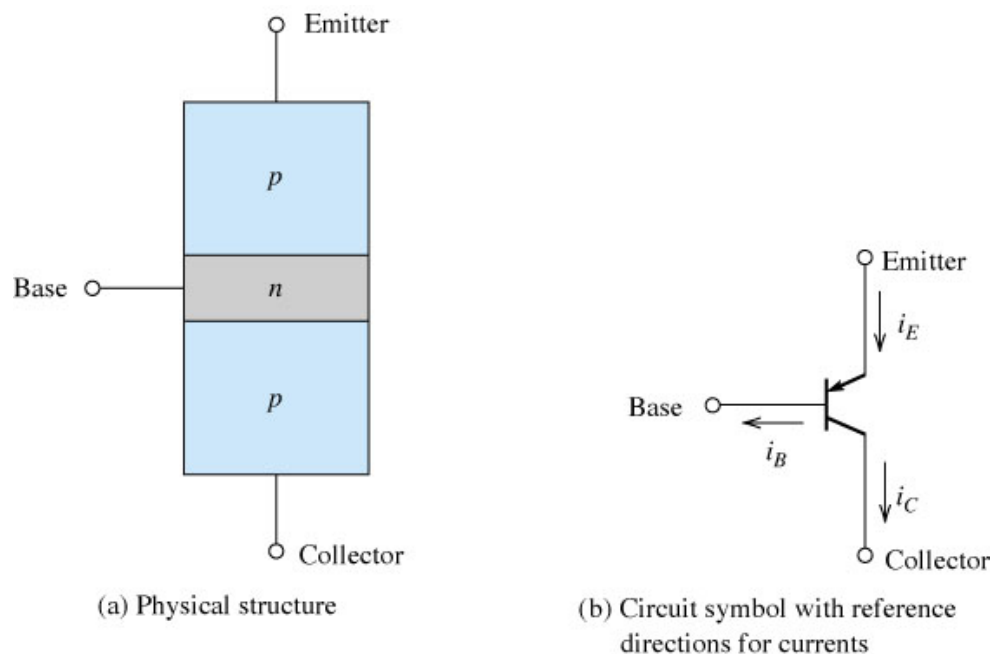 Emitter
p
Base
n
p
Collector
(a) Physical structure
Emitter
i_E
Base
i_B
i_C
Collector
(b) Circuit symbol with reference
directions for currents